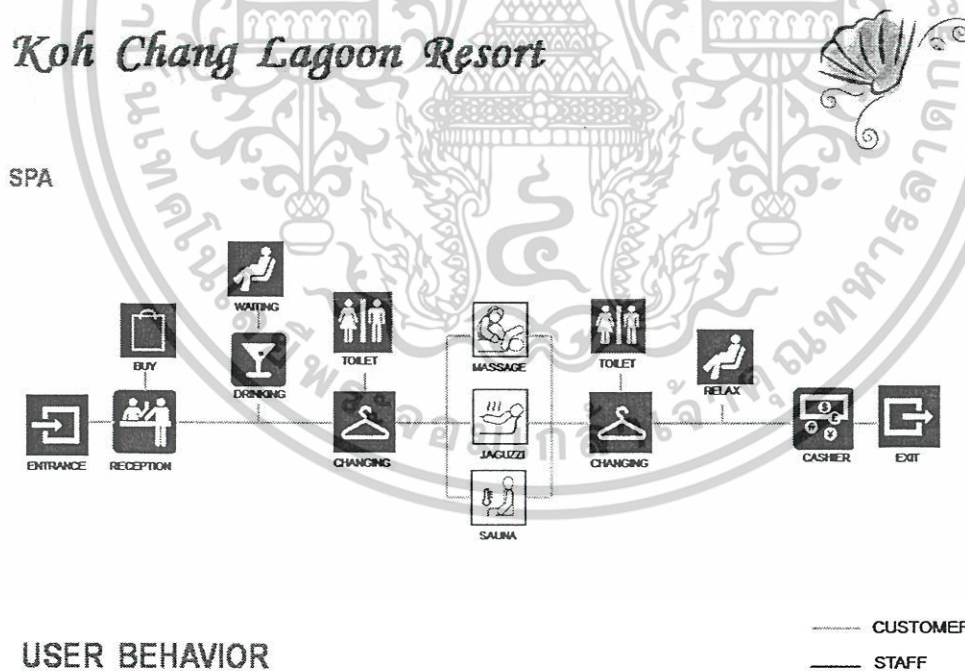 Koh Chang Lagoon Resort
SPA
WAITING
BUY
TOILET
MASSAGE
TOILET
DRINKING
RELAX
ENTRANCE
RECEPTION
CHANGING
JAGUZZI
CHANGING
CASHIER
EXIT
SAUNA
USER BEHAVIOR
CUSTOMER
STAFF